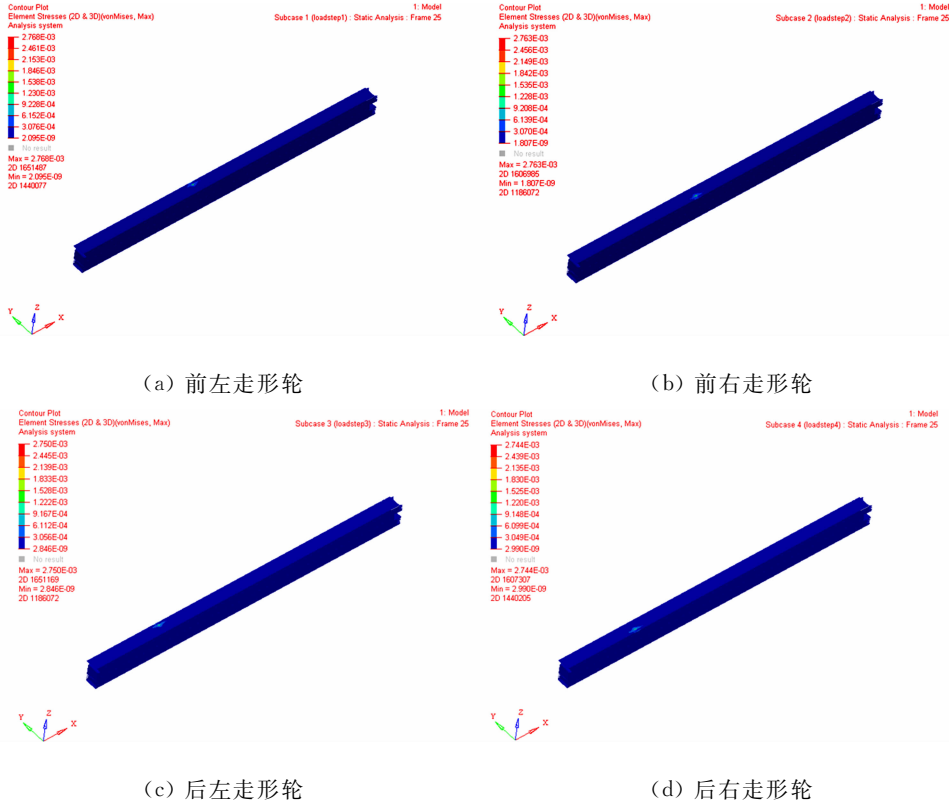 Contour Plot
Element Stresses (2D & 3D)(vonMises, Max)
Analysis system
1: Model
Subcase 1 (loadstep1) : Static Analysis : Frame 25
2.768E-03
2.461E-03
2.153E-03
1.846E-03
1.538E-03
1.230E-03
9.228E-04
6.152E-04
3.076E-04
2.095E-09
No result
Max = 2.768E-03
2D 1651487
Min = 2.095E-09
2D 1440077
Y
Z
X
(a) 前左走形轮
Contour Plot
Element Stresses (2D & 3D)(vonMises, Max)
Analysis system
1: Model
Subcase 2 (loadstep2) : Static Analysis : Frame 25
2.763E-03
2.456E-03
2.149E-03
1.842E-03
1.535E-03
1.228E-03
9.208E-04
6.139E-04
3.070E-04
1.807E-09
No result
Max = 2.763E-03
2D 1606985
Min = 1.807E-09
2D 1186072
Y
Z
X
(b) 前右走形轮
Contour Plot
Element Stresses (2D & 3D)(vonMises, Max)
Analysis system
1: Model
Subcase 3 (loadstep3) : Static Analysis : Frame 25
2.750E-03
2.445E-03
2.139E-03
1.833E-03
1.528E-03
1.222E-03
9.167E-04
6.112E-04
3.056E-04
2.846E-09
No result
Max = 2.750E-03
2D 1651169
Min = 2.846E-09
2D 1186072
Y
Z
X
(c) 后左走形轮
Contour Plot
Element Stresses (2D & 3D)(vonMises, Max)
Analysis system
1: Model
Subcase 4 (loadstep4) : Static Analysis : Frame 25
2.744E-03
2.439E-03
2.135E-03
1.830E-03
1.525E-03
1.220E-03
9.148E-04
6.099E-04
3.049E-04
2.990E-09
No result
Max = 2.744E-03
2D 1607307
Min = 2.990E-09
2D 1440205
Y
Z
X
(d) 后右走形轮